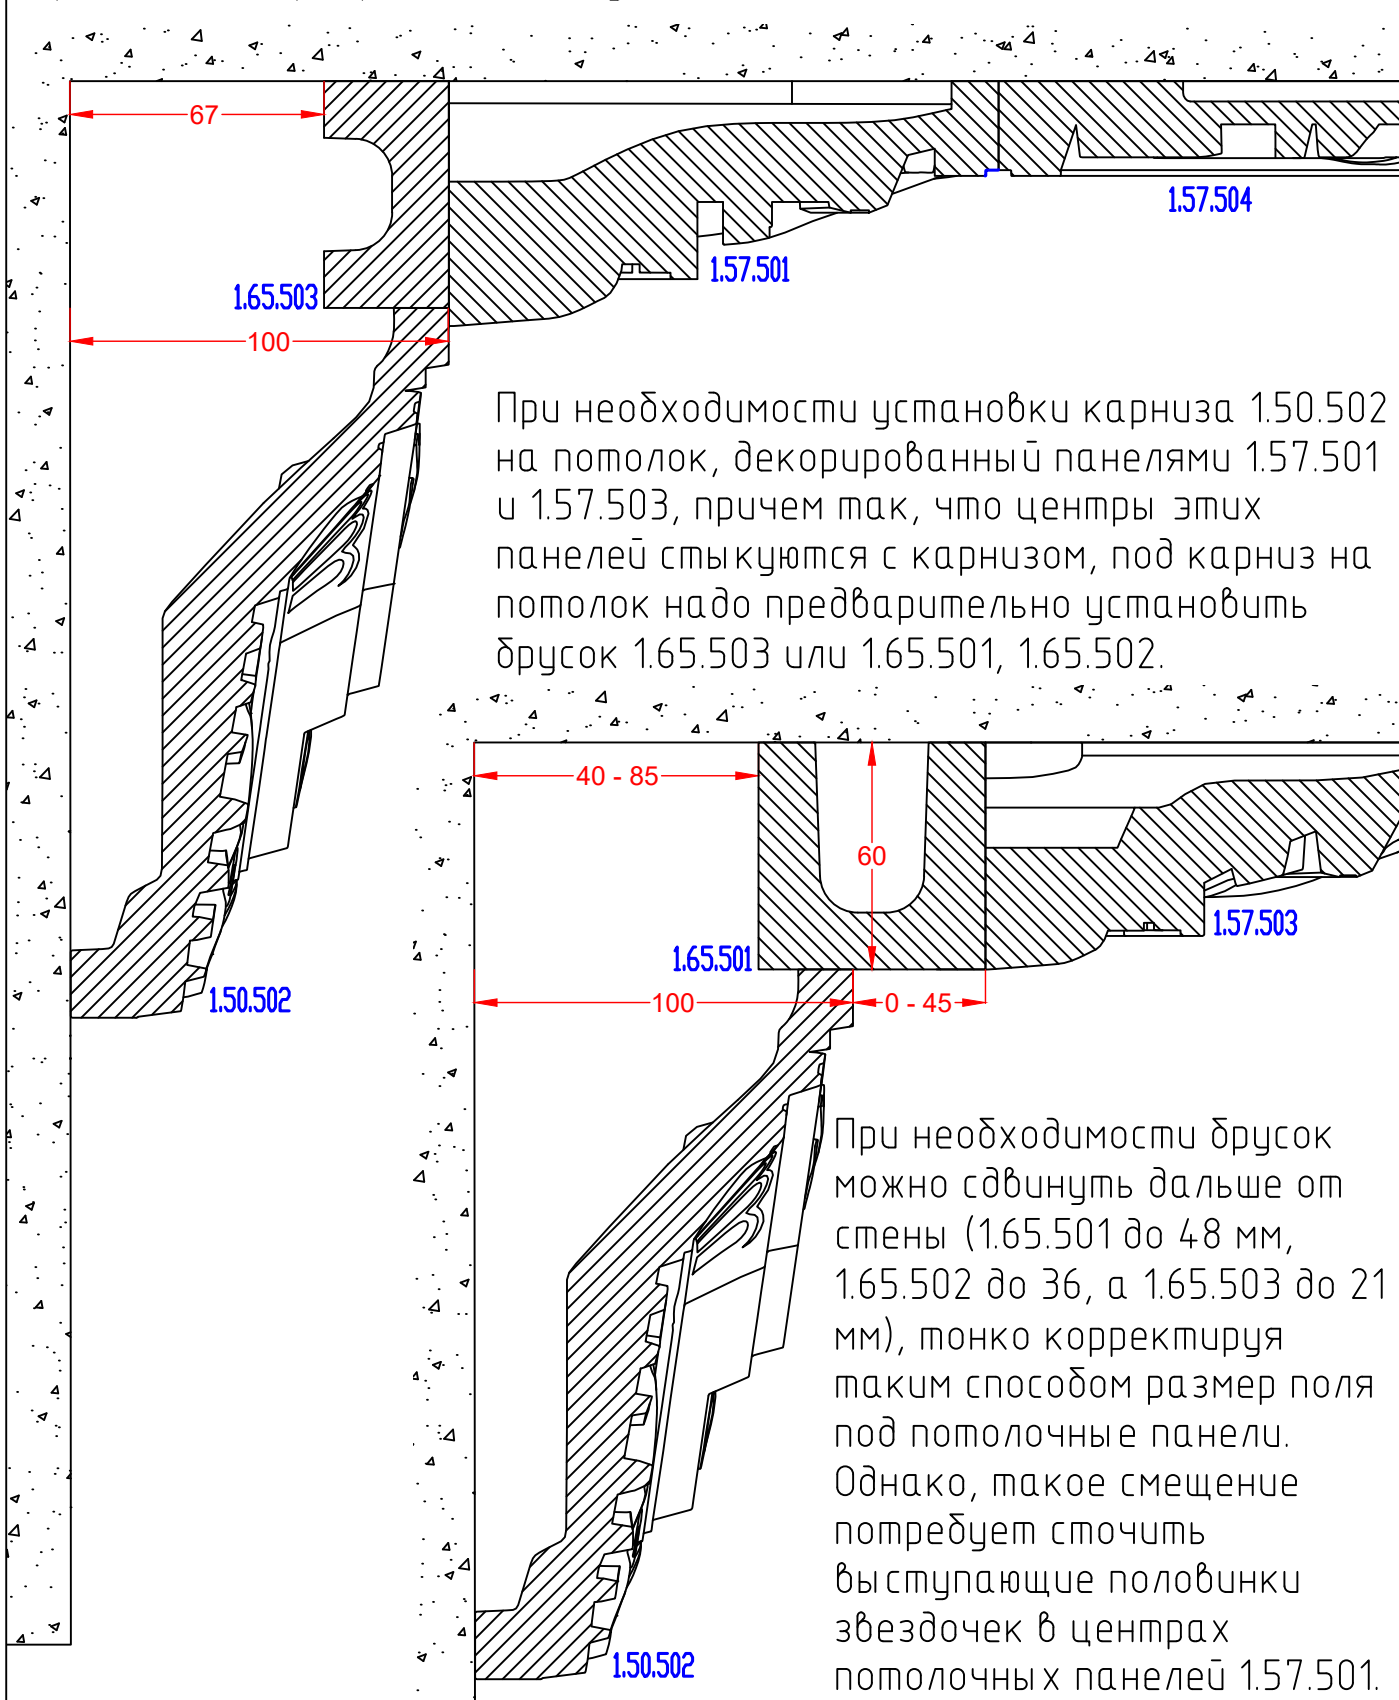 67
1.57.504
1.57.501
1.65.503
100
При необходимости установки карниза 1.50.502
на потолок, декорированный панелями 1.57.501
и 1.57.503, причем так, что центры этих
панелей стыкуются с карнизом, под карниз на
потолок надо предварительно установить
брусок 1.65.503 или 1.65.501, 1.65.502.
40 - 85
60
1.57.503
1.65.501
1.50.502
100
0 - 45
При необходимости брусок
можно сдвинуть дальше от
стены (1.65.501 до 48 мм,
1.65.502 до 36, а 1.65.503 до 21
мм), тонко корректируя
таким способом размер поля
под потолочные панели.
Однако, такое смещение
потребует сточить
выступающие половинки
звездочек в центрах
потолочных панелей 1.57.501.
1.50.502